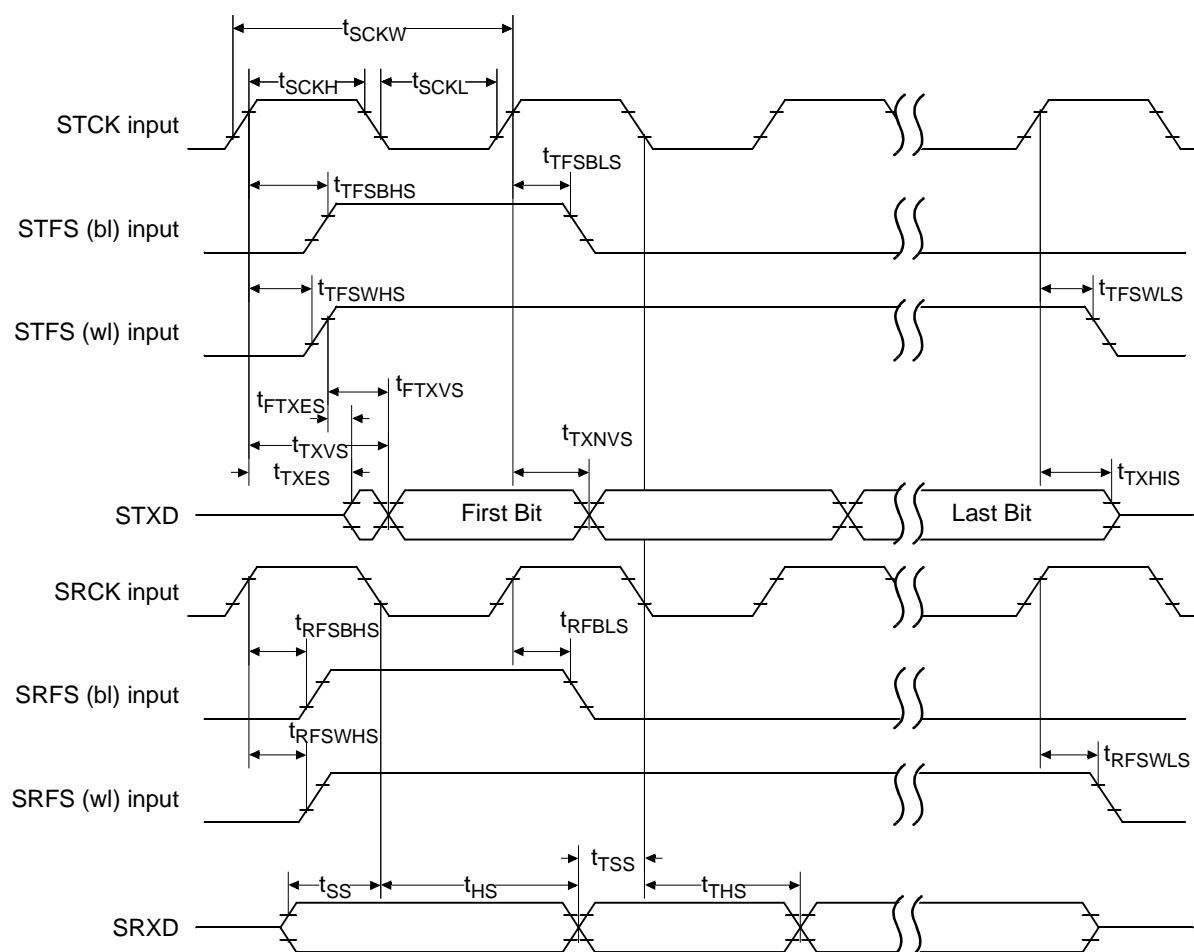 tSCKW
tSCKH
tSCKL
STCK input
tTFSBLS
tTFSBHS
STFS (bl) input
tTFSWHS
tTFSWLS
STFS (wl) input
tFTXES
tFTXVS
tTXVS
tTXNVS
tTXES
tTXHIS
STXD
First Bit
Last Bit
SRCK input
tRFSBHS
tRFBLS
SRFS (bl) input
tRFSWHS
tRFSWLS
SRFS (wl) input
tTSS
tSS
tHS
tTHS
SRXD